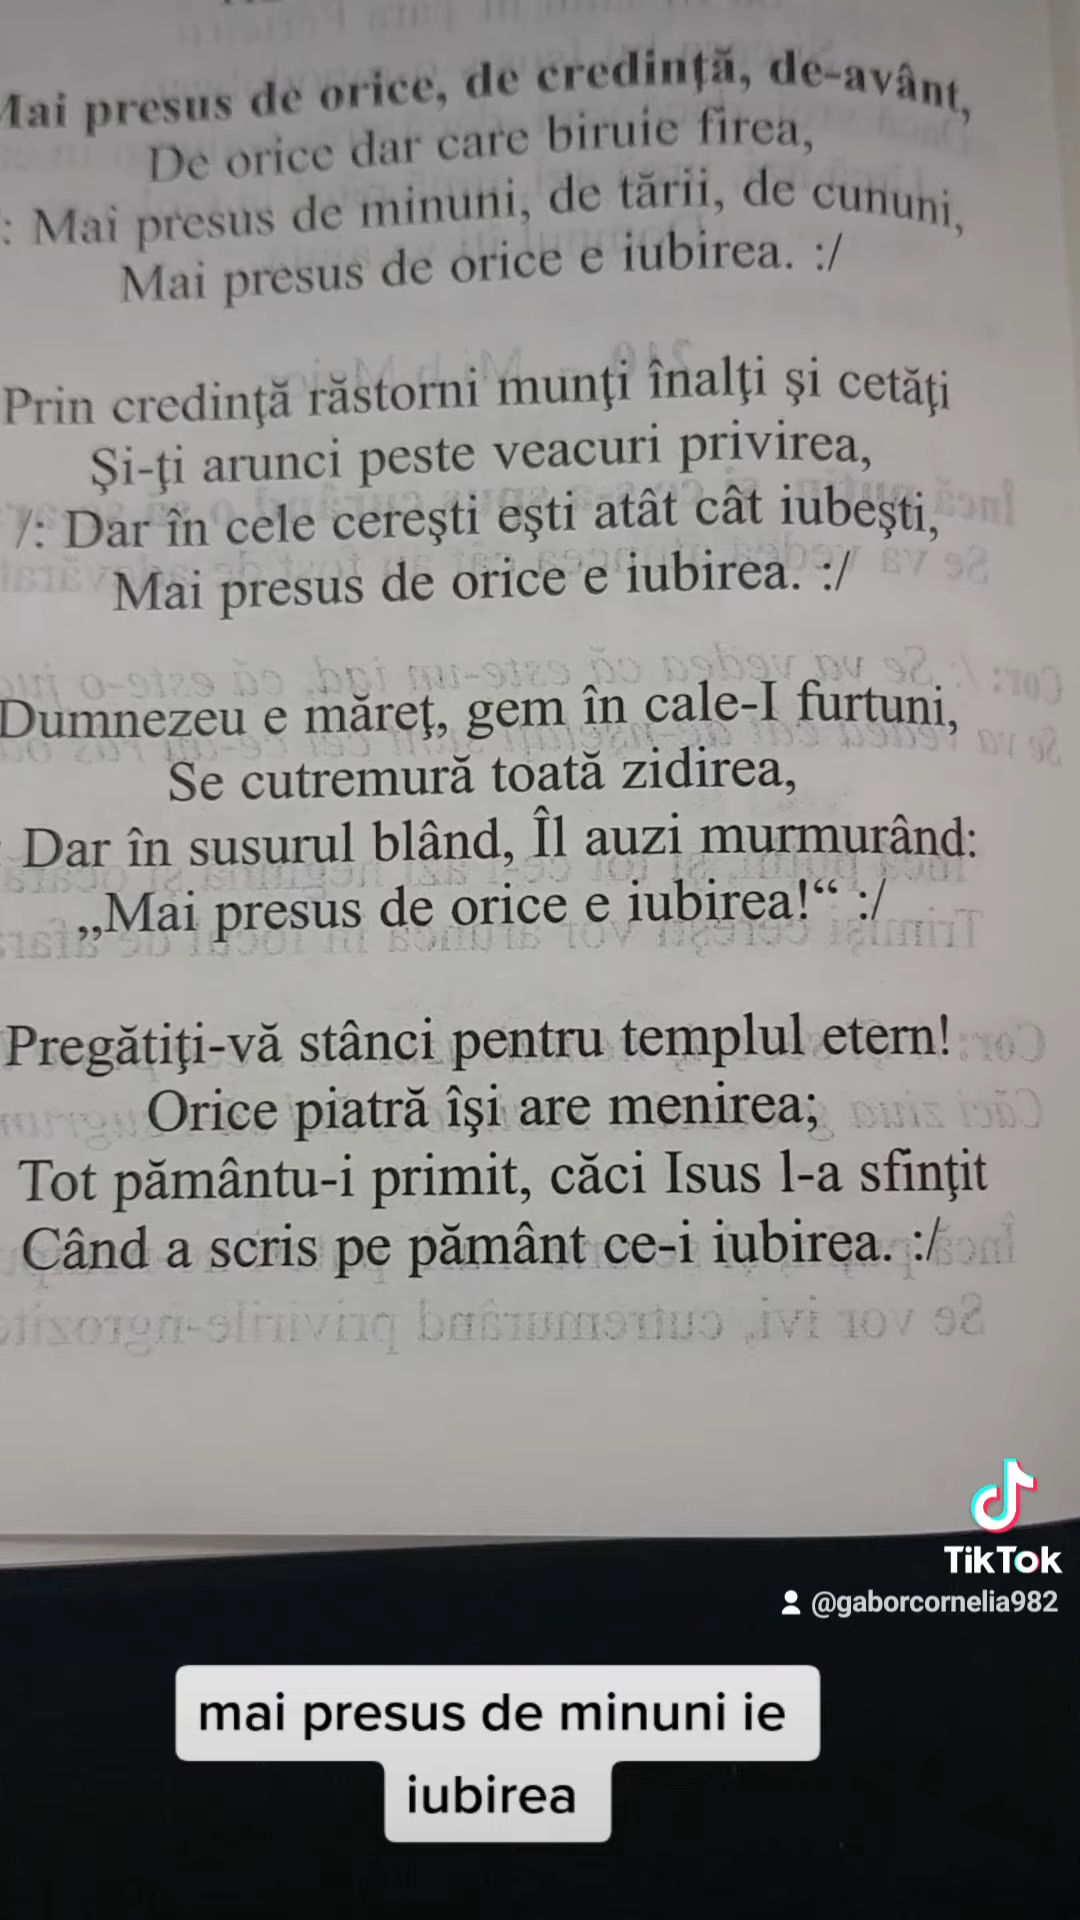 Mai presus de orice, de credinţă, de-avânt,
De orice dar care biruie firea,
: Mai presus de minuni, de tării, de cununi,
Mai presus de orice e iubirea. :/
Prin credinţă răstorni munţi înalţi şi cetăţi
Şi-ţi arunci peste veacuri privirea,
/: Dar în cele cereşti eşti atât cât iubeşti,
Mai presus de orice e iubirea. :/
Dumnezeu e măreţ, gem în cale-I furtuni,
Se cutremură toată zidirea,
Dar în susurul blând, Îl auzi murmurând:
„Mai presus de orice e iubirea!“ :/
Pregătiţi-vă stânci pentru templul etern!
Orice piatră îşi are menirea;
Tot pământu-i primit, căci Isus l-a sfinţit
Când a scris pe pământ ce-i iubirea. :/
TikTok
@gaborcornelia982
mai presus de minuni ie
iubirea